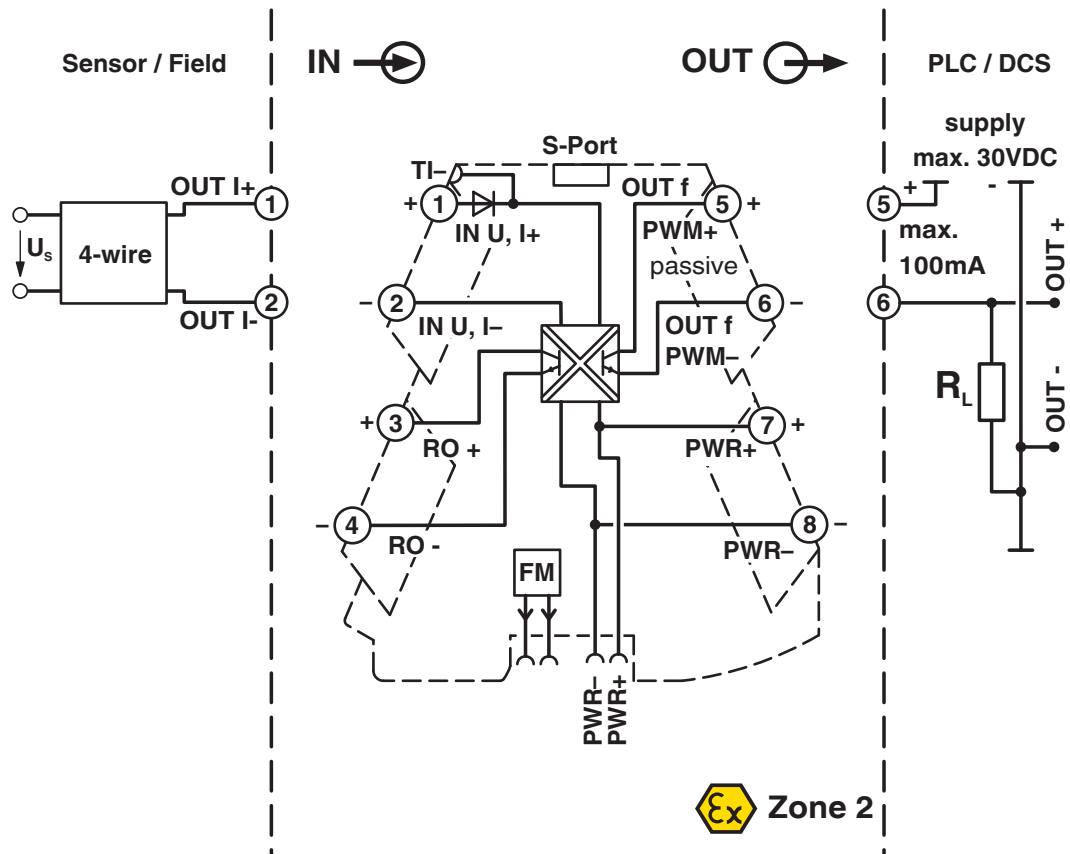 Sensor / Field
IN
OUT
PLC / DCS
supply
max. 30VDC
+
-
S-Port
TI–
OUT I+
1
Us
4-wire
2
OUT I-
+
1
IN U, I+
–
2
IN U, I–
+
3
RO +
–
4
RO -
OUT f
5
+
PWM+
passive
6
–
OUT f
PWM–
7
+
PWR+
8
–
PWR–
5
max.
100mA
6
RL
OUT +
OUT -
FM
PWR–
PWR+
Ex
Zone 2